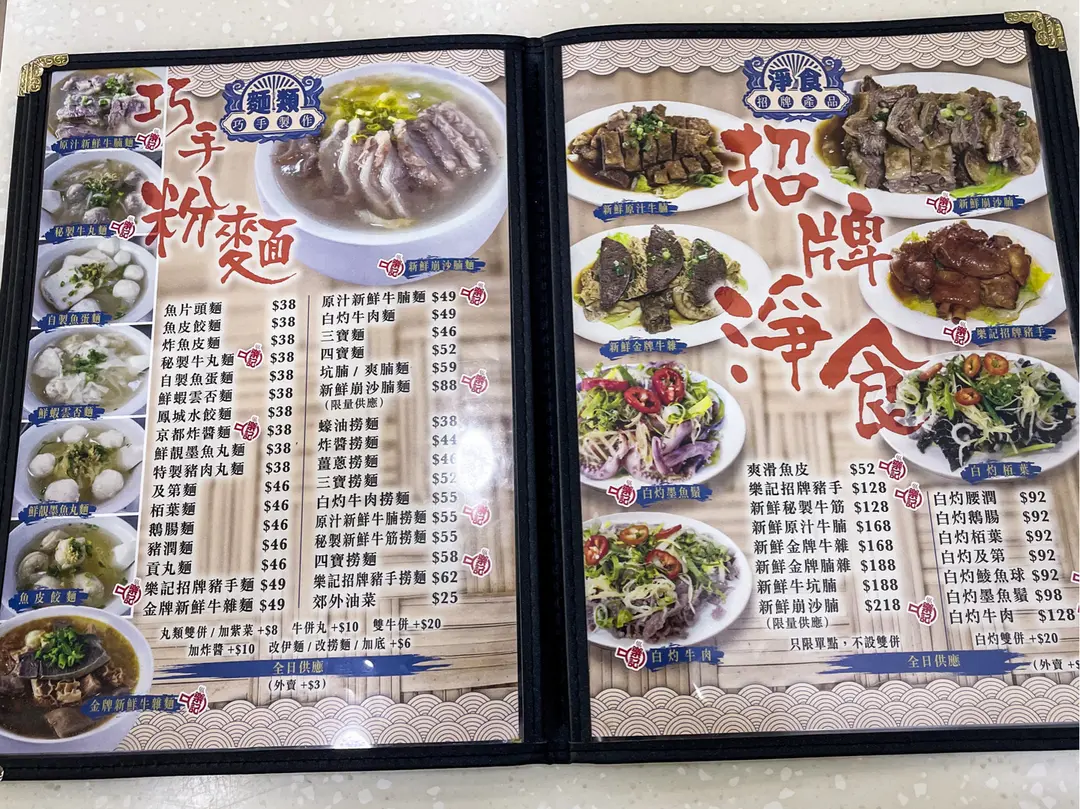 巧手粉麵
麵類
巧手製作
原汁新鮮牛腩麵
秘製牛丸麵
自製魚蛋麵
鮮蝦雲吞麵
鮮靚墨魚丸麵
魚皮餃麵
金牌新鮮牛雜麵
新鮮崩沙腩麵
魚片頭麵 $38
魚皮餃麵 $38
炸魚皮麵 $38
秘製牛丸麵 $38
自製魚蛋麵 $38
鮮蝦雲吞麵 $38
鳳城水餃麵 $38
京都炸醬麵 $38
鮮靚墨魚丸麵 $38
特製豬肉丸麵 $38
及第麵 $46
栢葉麵 $46
鵝腸麵 $46
豬潤麵 $46
貢丸麵 $46
樂記招牌豬手麵 $49
金牌新鮮牛雜麵 $49
原汁新鮮牛腩麵 $49
白灼牛肉麵 $49
三寶麵 $46
四寶麵 $52
坑腩 / 爽腩麵 $59
新鮮崩沙腩麵 $88
(限量供應)
蠔油撈麵 $38
炸醬撈麵 $44
薑蔥撈麵 $46
三寶撈麵 $52
白灼牛肉撈麵 $55
原汁新鮮牛腩撈麵 $55
秘製新鮮牛筋撈麵 $55
四寶撈麵 $58
樂記招牌豬手撈麵 $62
郊外油菜 $25
丸類雙併 / 加紫菜 +$8 牛併丸 +$10 雙牛併 +$20
加炸醬 +$10 改伊麵 / 改撈麵 / 加底 +$6
全日供應
(外賣 +$3)
招牌淨食
淨食
招牌產品
新鮮原汁牛腩
新鮮崩沙腩
新鮮金牌牛雜
樂記招牌豬手
白灼墨魚鬚
白灼栢葉
白灼牛肉
爽滑魚皮 $52
樂記招牌豬手 $128
新鮮秘製牛筋 $128
新鮮原汁牛腩 $168
新鮮金牌牛雜 $168
新鮮金牌腩雜 $188
新鮮牛坑腩 $188
新鮮崩沙腩 $218
(限量供應)
白灼腰潤 $92
白灼鵝腸 $92
白灼栢葉 $92
白灼及第 $92
白灼鯪魚球 $92
白灼墨魚鬚 $98
白灼牛肉 $128
只限單點，不設雙併
白灼雙併 +$20
全日供應
(外賣 +$